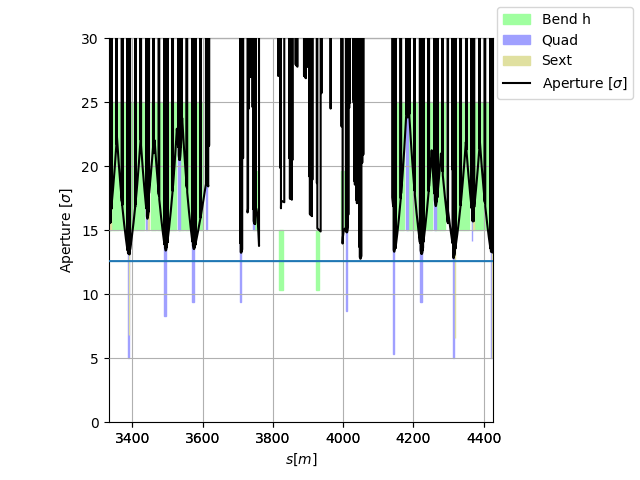 Bend h
Quad
Sext
Aperture [σ]
30
25
20
15
10
5
0
Aperture [σ]
3400 3600 3800 4000 4200 4400
s[m]